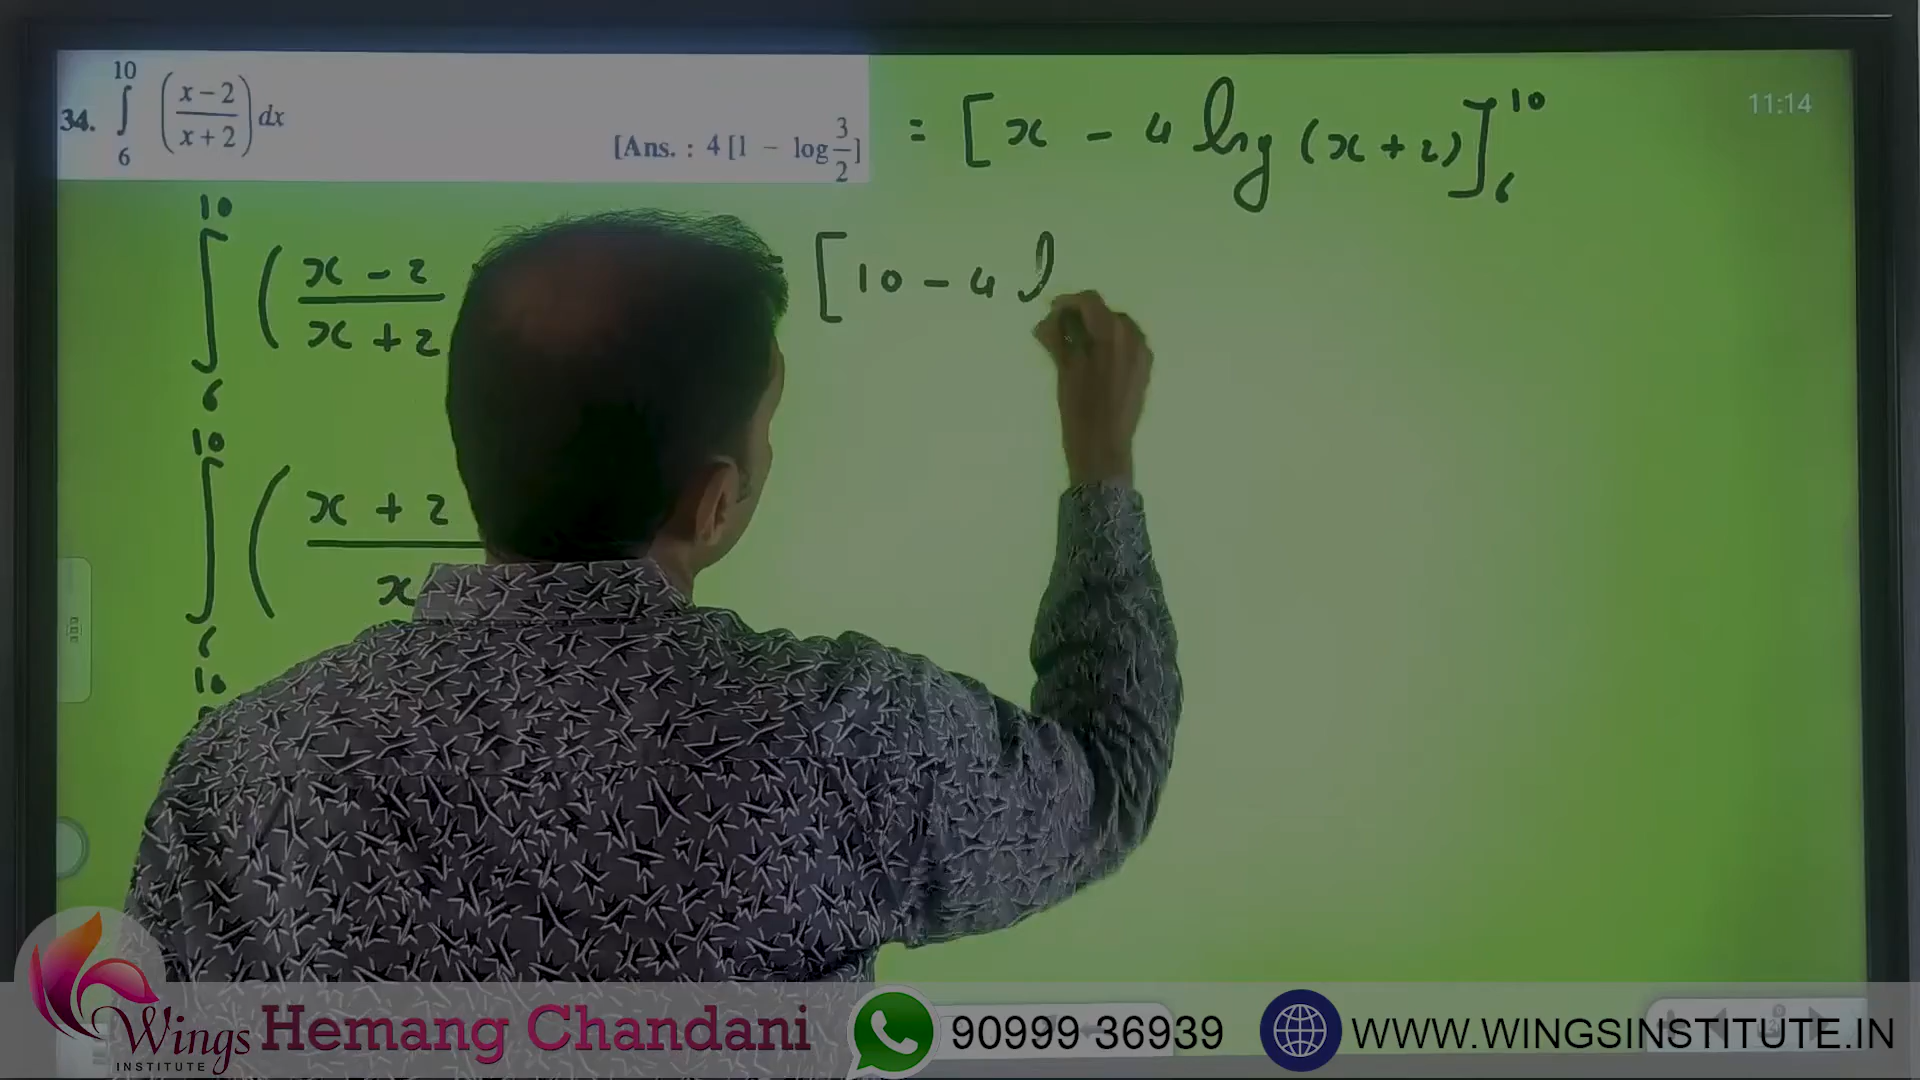 34. ∫₆¹⁰ ((x − 2)/(x + 2)) dx
[Ans. : 4 [1 − log 3/2]
11:14
= [x − 4 log (x + 2)]₆¹⁰
∫₆¹⁰ (x − 2 / x + 2
[10 − 4 l
∫₆¹⁰ (x + 2 / x
10
Wings
INSTITUTE
Hemang Chandani
90999 36939
WWW.WINGSINSTITUTE.IN